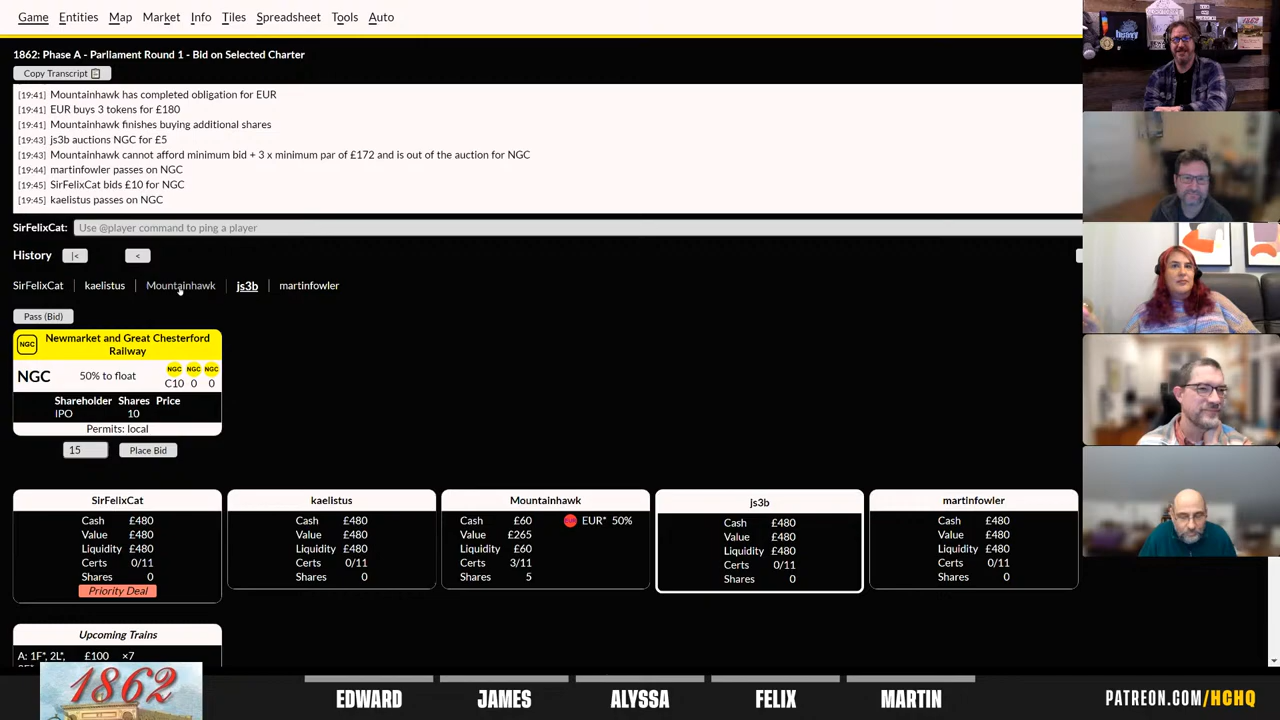 Game Entities Map Market Info Tiles Spreadsheet Tools Auto
1862: Phase A - Parliament Round 1 - Bid on Selected Charter
Copy Transcript
[19:41] Mountainhawk has completed obligation for EUR
[19:41] EUR buys 3 tokens for £180
[19:41] Mountainhawk finishes buying additional shares
[19:43] js3b auctions NGC for £5
[19:43] Mountainhawk cannot afford minimum bid + 3 x minimum par of £172 and is out of the auction for NGC
[19:44] martinfowler passes on NGC
[19:45] SirFelixCat bids £10 for NGC
[19:45] kaelistus passes on NGC
SirFelixCat: Use @player command to ping a player
History |< <
SirFelixCat kaelistus Mountainhawk js3b martinfowler
Pass (Bid)
NGC Newmarket and Great Chesterford
Railway
NGC 50% to float NGC NGC NGC
C10 0 0
Shareholder Shares Price
IPO 10
Permits: local
15 Place Bid
SirFelixCat
Cash £480
Value £480
Liquidity £480
Certs 0/11
Shares 0
Priority Deal
kaelistus
Cash £480
Value £480
Liquidity £480
Certs 0/11
Shares 0
Mountainhawk
Cash £60 EUR* 50%
Value £265
Liquidity £60
Certs 3/11
Shares 5
js3b
Cash £480
Value £480
Liquidity £480
Certs 0/11
Shares 0
martinfowler
Cash £480
Value £480
Liquidity £480
Certs 0/11
Shares 0
Upcoming Trains
A: 1F*, 2L*, £100 ×7
1862
EDWARD JAMES ALYSSA FELIX MARTIN
PATREON.COM/HCHQ